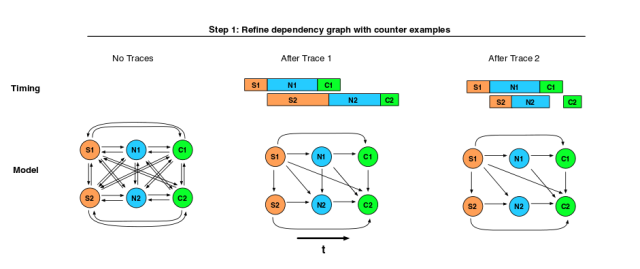 Step 1: Refine dependency graph with counter examples
No Traces
After Trace 1
After Trace 2
Timing
S1 N1 C1
S2 N2 C2
S1 N1 C1
S2 N2 C2
Model
S1 N1 C1
S2 N2 C2
S1 N1 C1
S2 N2 C2
S1 N1 C1
S2 N2 C2
t